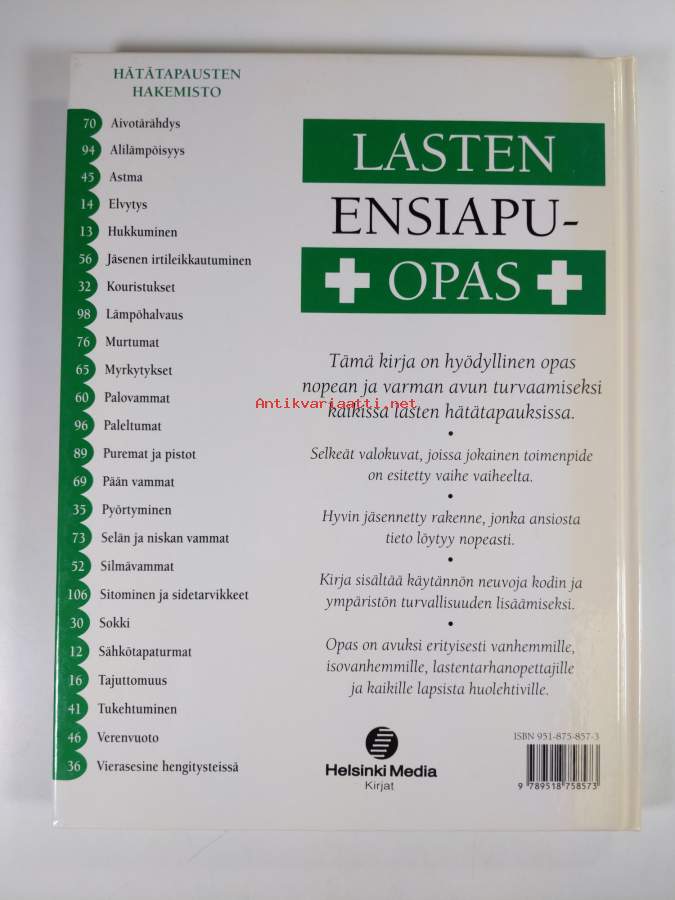 HÄTÄTAPAUSTEN
HAKEMISTO
70 Aivotärähdys
94 Alilämpöisyys
45 Astma
14 Elvytys
13 Hukkuminen
56 Jäsenen irtileikkautuminen
32 Kouristukset
98 Lämpöhalvaus
76 Murtumat
65 Myrkytykset
60 Palovammat
96 Paleltumat
89 Puremat ja pistot
69 Pään vammat
35 Pyörtyminen
73 Selän ja niskan vammat
52 Silmävammat
106 Sitominen ja sidetarvikkeet
30 Sokki
12 Sähkötapaturmat
16 Tajuttomuus
41 Tukehtuminen
46 Verenvuoto
36 Vierasesine hengitysteissä
LASTEN
ENSIAPU-
OPAS
Tämä kirja on hyödyllinen opas
nopean ja varman avun turvaamiseksi
Antikvariaatti.net
kaikissa lasten hätätapauksissa.
•
Selkeät valokuvat, joissa jokainen toimenpide
on esitetty vaihe vaiheelta.
•
Hyvin jäsennetty rakenne, jonka ansiosta
tieto löytyy nopeasti.
•
Kirja sisältää käytännön neuvoja kodin ja
ympäristön turvallisuuden lisäämiseksi.
•
Opas on avuksi erityisesti vanhemmille,
isovanhemmille, lastentarhanopettajille
ja kaikille lapsista huolehtiville.
Helsinki Media
Kirjat
ISBN 951-875-857-3
9 789518 758573